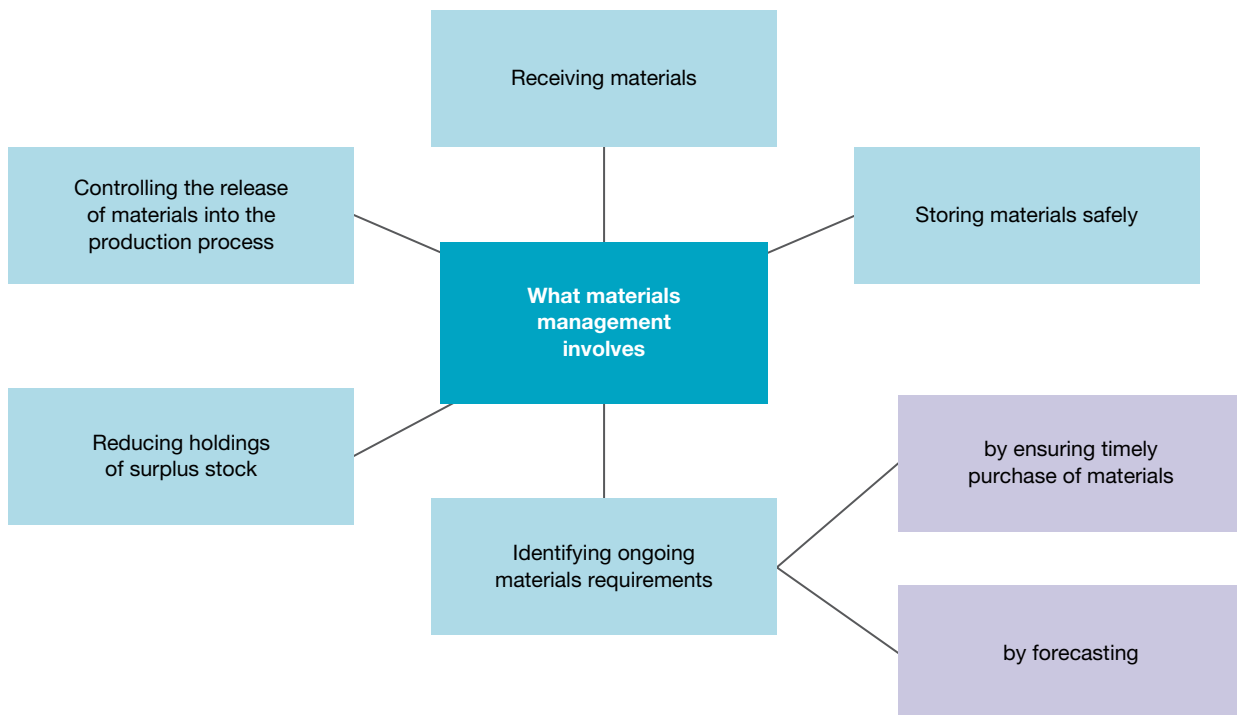 Receiving materials
Controlling the release
of materials into the
production process
Storing materials safely
What materials
management
involves
Reducing holdings
of surplus stock
by ensuring timely
purchase of materials
Identifying ongoing
materials requirements
by forecasting